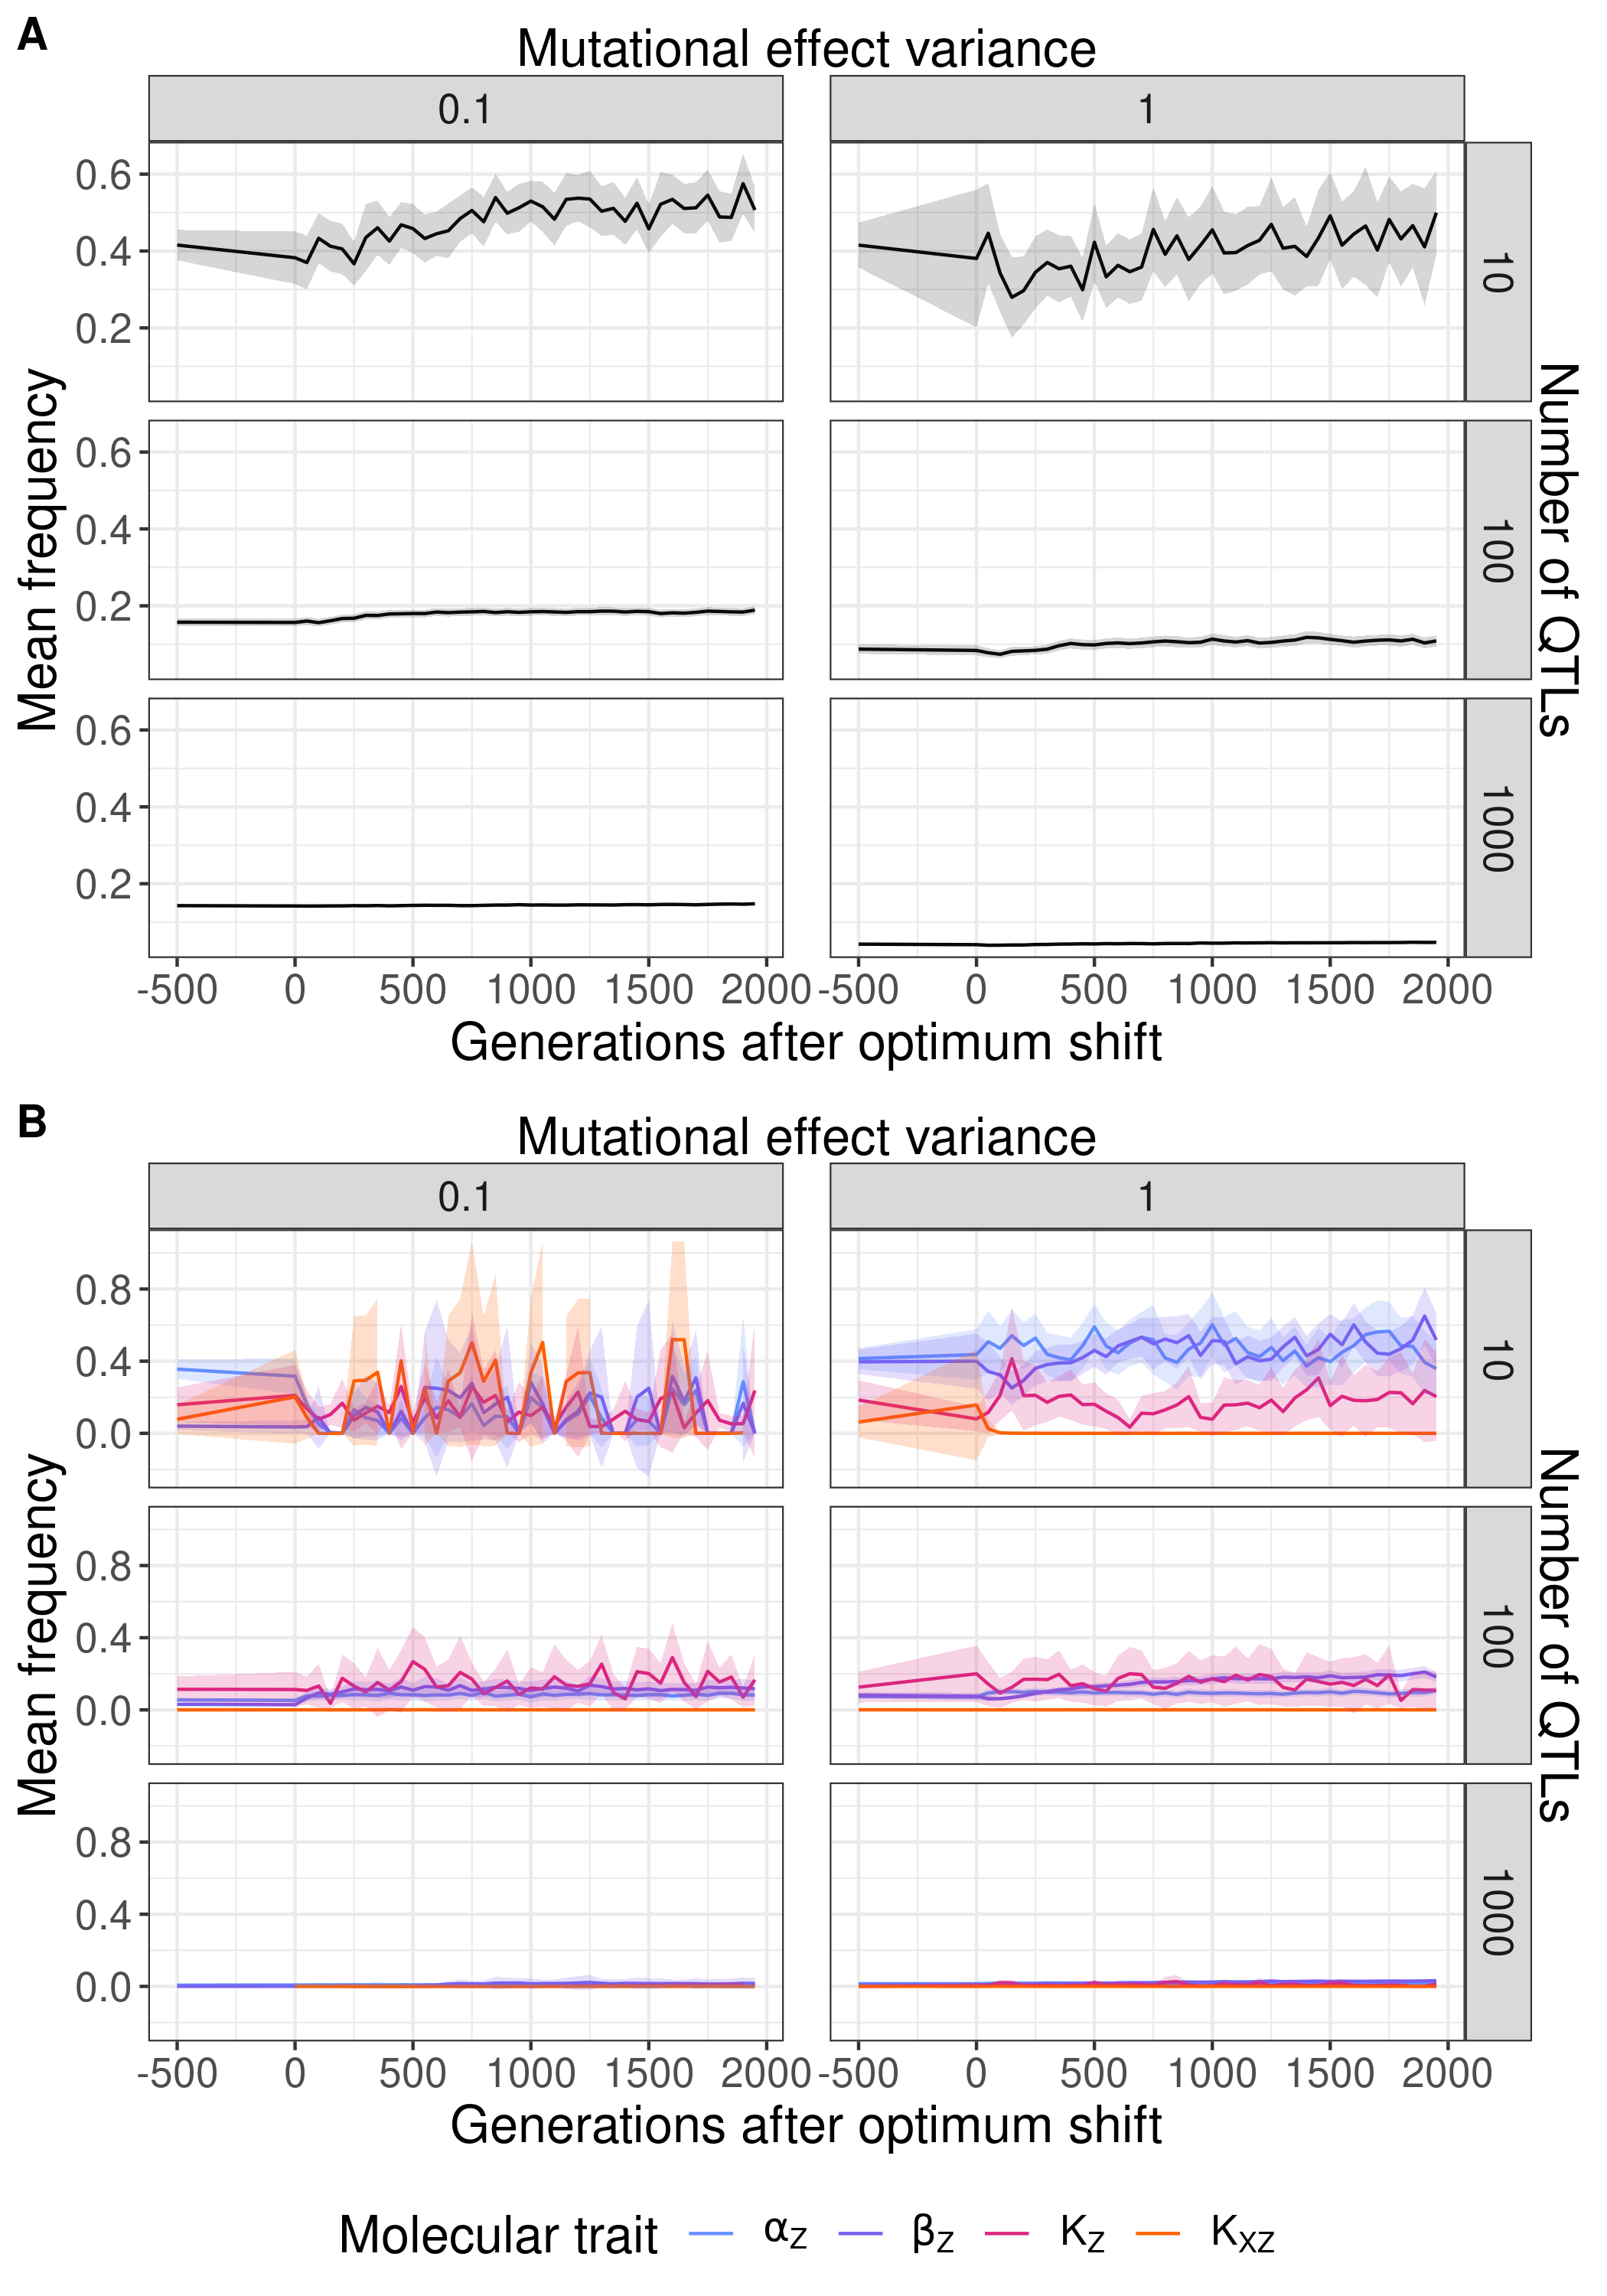 A
Mutational effect variance
0.1 1
0.6
0.4
0.2
10
Mean frequency
0.6
0.4
0.2
100
Number of QTLs
0.6
0.4
0.2
1000
-500 0 500 1000 1500 2000 -500 0 500 1000 1500 2000
Generations after optimum shift
B
Mutational effect variance
0.1 1
0.8
0.4
0.0
10
Mean frequency
0.8
0.4
0.0
100
Number of QTLs
0.8
0.4
0.0
1000
-500 0 500 1000 1500 2000 -500 0 500 1000 1500 2000
Generations after optimum shift
Molecular trait αZ βZ KZ KXZ